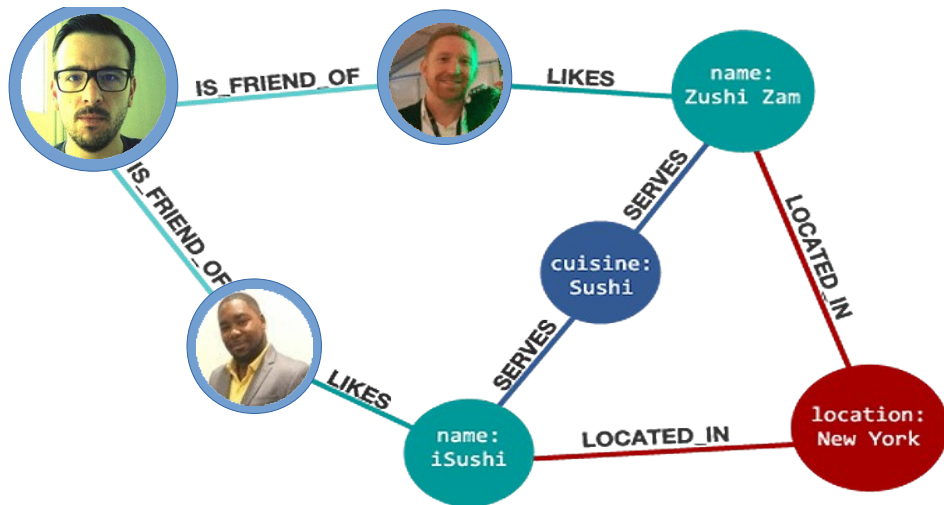 IS_FRIEND_OF
LIKES
name:
Zushi Zam
IS_FRIEND_OF
SERVES
LOCATED_IN
cuisine:
Sushi
SERVES
LIKES
name:
iSushi
LOCATED_IN
location:
New York